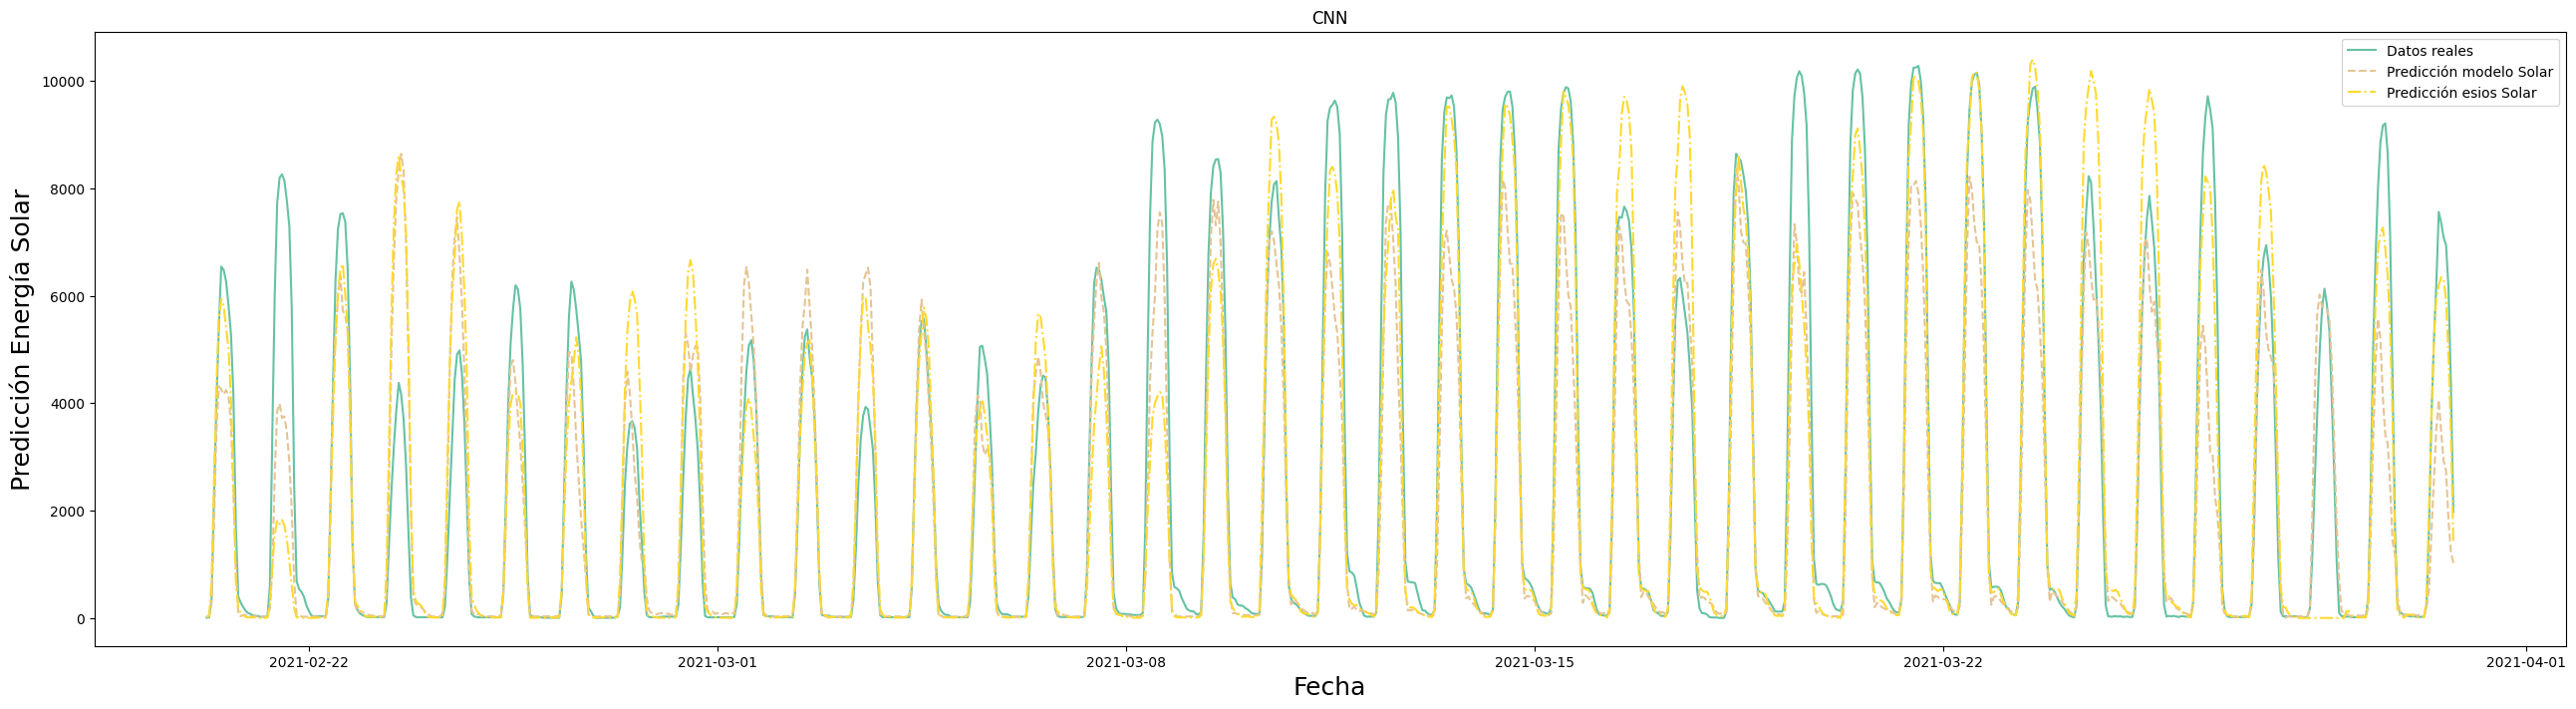 CNN
Datos reales
Predicción modelo Solar
Predicción esios Solar
Predicción Energía Solar
10000
8000
6000
4000
2000
0
2021-02-22
2021-03-01
2021-03-08
2021-03-15
2021-03-22
2021-04-01
Fecha